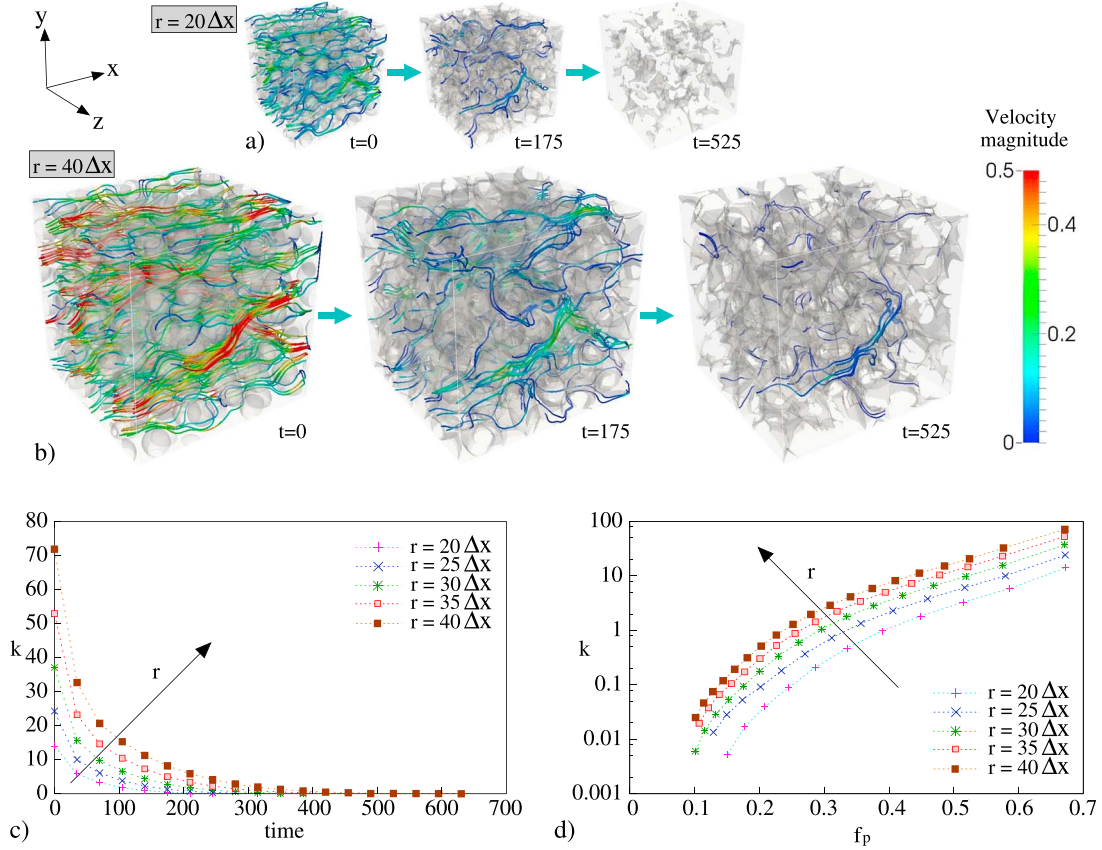 y
x
z
r = 20 Δx
a)
t=0
t=175
t=525
r = 40 Δx
b)
t=0
t=175
t=525
Velocity
magnitude
0.5
0.4
0.2
0
80
70
60
50
40
30
20
10
0
k
0 100 200 300 400 500 600 700
time
r
r = 20 Δx
r = 25 Δx
r = 30 Δx
r = 35 Δx
r = 40 Δx
c)
100
10
1
0.1
0.01
0.001
k
0 0.1 0.2 0.3 0.4 0.5 0.6 0.7
fp
r
r = 20 Δx
r = 25 Δx
r = 30 Δx
r = 35 Δx
r = 40 Δx
d)